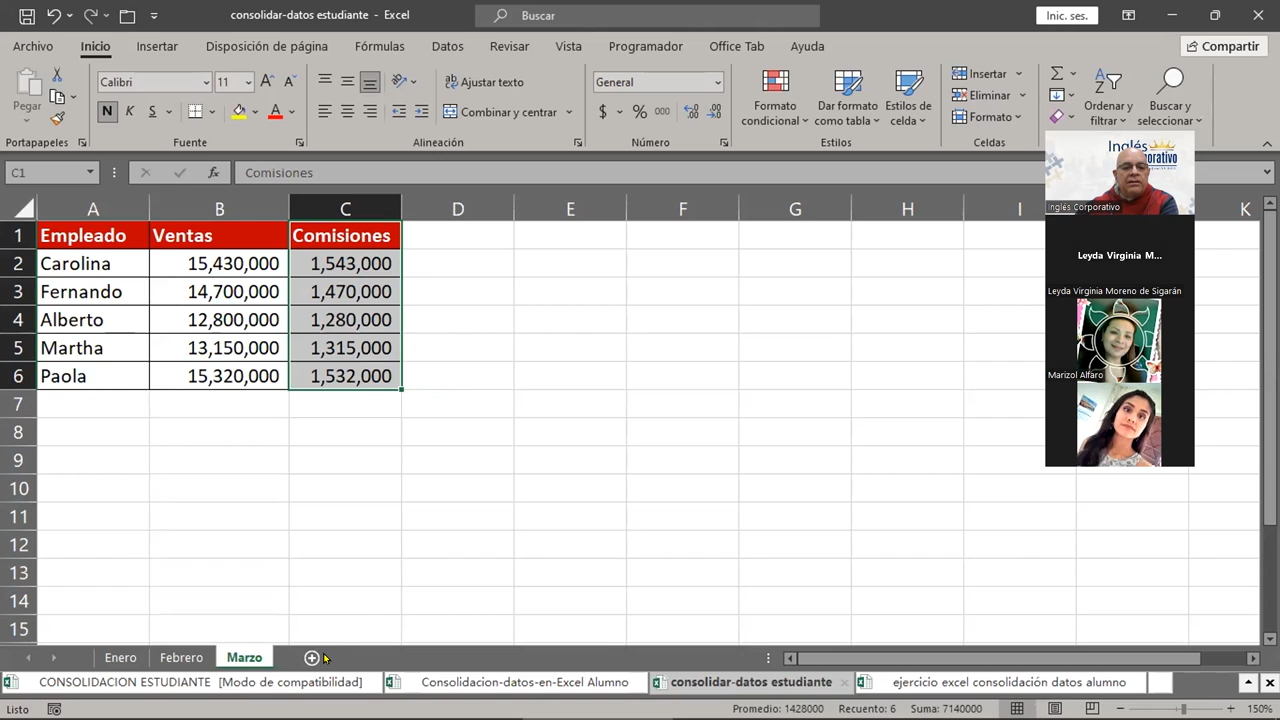 consolidar-datos estudiante - Excel
Buscar
Inic. ses.
Archivo Inicio Insertar Disposición de página Fórmulas Datos Revisar Vista Programador Office Tab Ayuda Compartir
Pegar
Calibri 11
N K S
Ajustar texto
Combinar y centrar
General
$ % 000
Formato condicional
Dar formato como tabla
Estilos de celda
Insertar
Eliminar
Formato
Ordenar y filtrar
Buscar y seleccionar
Portapapeles Fuente Alineación Número Estilos Celdas
C1 fx Comisiones
A B C D E F G H I K
1 Empleado Ventas Comisiones
2 Carolina 15,430,000 1,543,000
3 Fernando 14,700,000 1,470,000
4 Alberto 12,800,000 1,280,000
5 Martha 13,150,000 1,315,000
6 Paola 15,320,000 1,532,000
7
8
9
10
11
12
13
14
15
Inglés
Inglés Corporativo
Leyda Virginia M...
Leyda Virginia Moreno de Sigarán
Marizol Alfaro
Enero Febrero Marzo
CONSOLIDACION ESTUDIANTE [Modo de compatibilidad] Consolidacion-datos-en-Excel Alumno consolidar-datos estudiante ejercicio excel consolidación datos alumno
Listo Promedio: 1428000 Recuento: 6 Suma: 7140000 150%